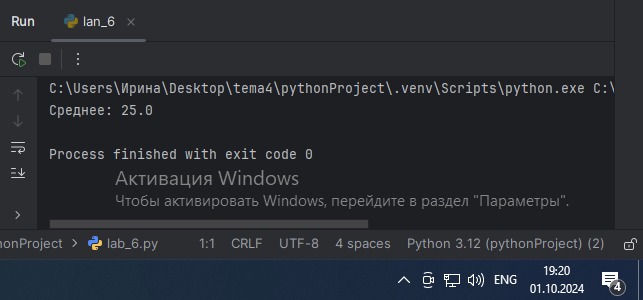 Run lan_6
C:\Users\Ирина\Desktop\tema4\pythonProject\.venv\Scripts\python.exe C:\
Среднее: 25.0
Process finished with exit code 0
Активация Windows
Чтобы активировать Windows, перейдите в раздел "Параметры".
honProject > lab_6.py 1:1 CRLF UTF-8 4 spaces Python 3.12 (pythonProject) (2)
ENG 19:20
01.10.2024 4